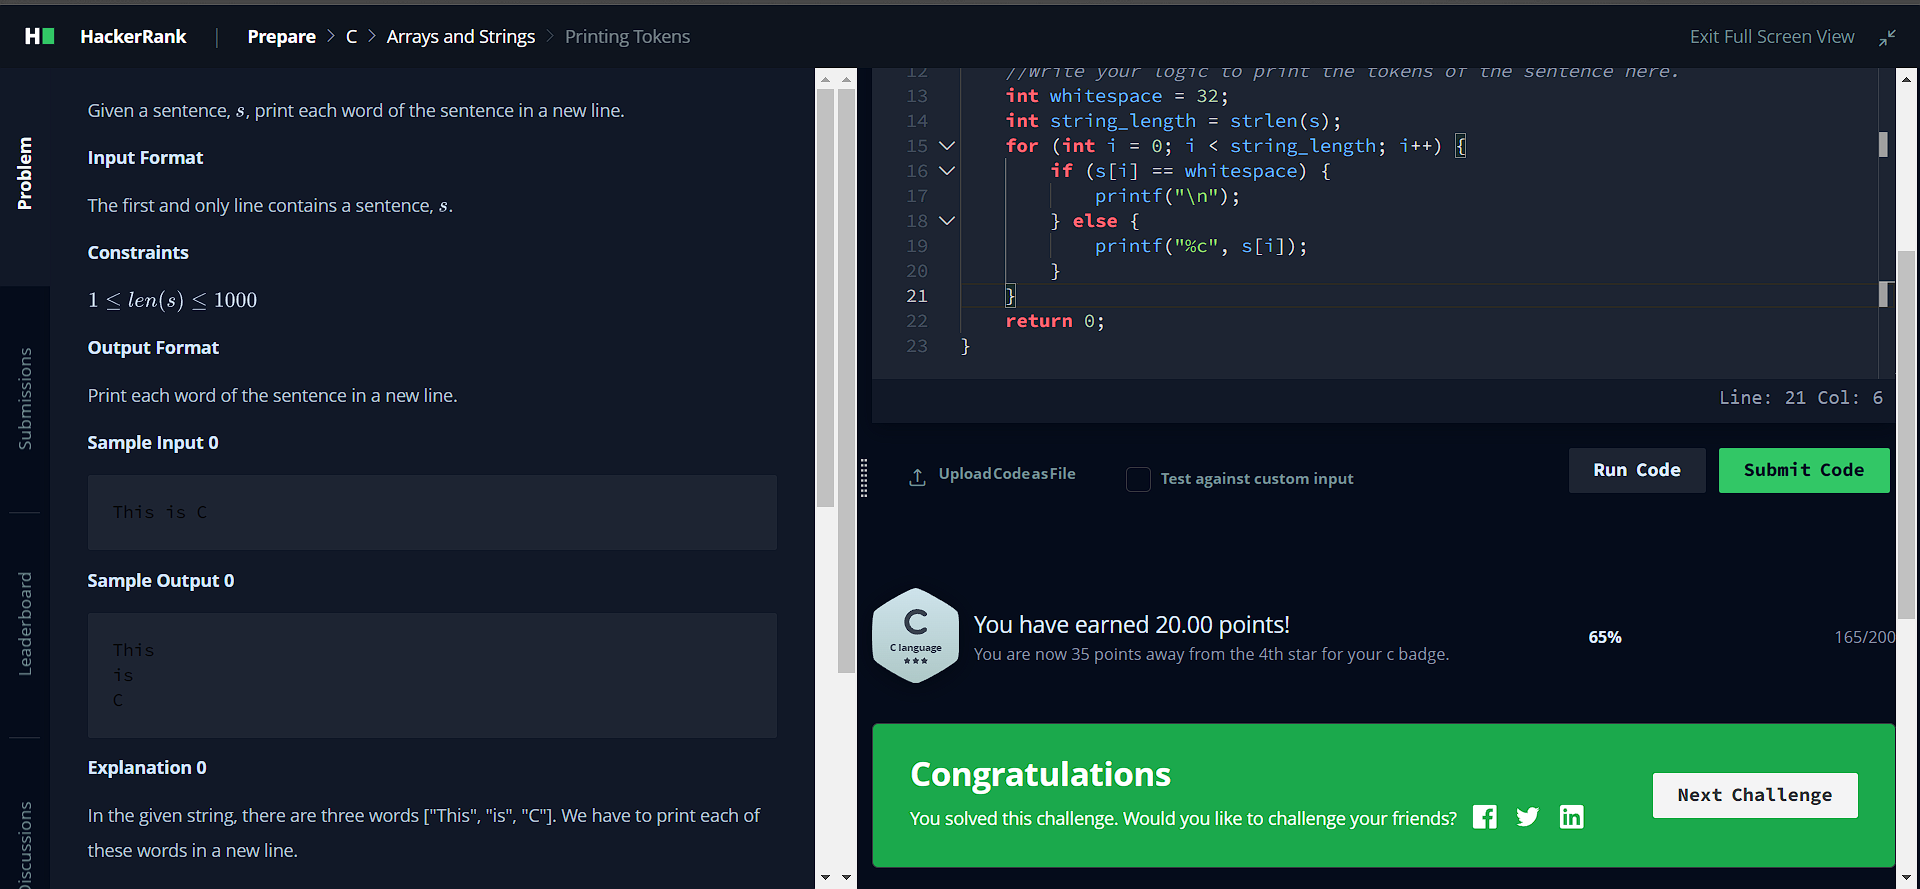 H HackerRank | Prepare > C > Arrays and Strings > Printing Tokens
Exit Full Screen View
Problem
Submissions
Leaderboard
Discussions
Given a sentence, s, print each word of the sentence in a new line.
Input Format
The first and only line contains a sentence, s.
Constraints
1 ≤ len(s) ≤ 1000
Output Format
Print each word of the sentence in a new line.
Sample Input 0
This is C
Sample Output 0
This
is
C
Explanation 0
In the given string, there are three words ["This", "is", "C"]. We have to print each of
these words in a new line.
12 //Write your logic to print the tokens of the sentence here.
13 int whitespace = 32;
14 int string_length = strlen(s);
15 for (int i = 0; i < string_length; i++) {
16 if (s[i] == whitespace) {
17 printf("\n");
18 } else {
19 printf("%c", s[i]);
20 }
21 }
22 return 0;
23 }
Line: 21 Col: 6
Upload Code as File
Test against custom input
Run Code
Submit Code
C
C language
You have earned 20.00 points!
You are now 35 points away from the 4th star for your c badge.
65%
165/200
Congratulations
You solved this challenge. Would you like to challenge your friends?
Next Challenge